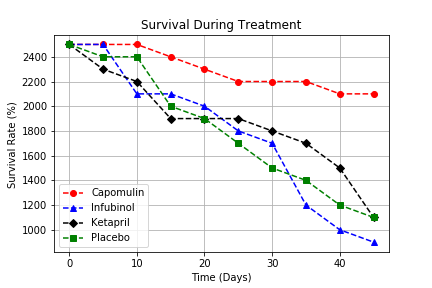 Survival During Treatment
Survival Rate (%)
2400
2200
2000
1800
1600
1400
1200
1000
Capomulin
Infubinol
Ketapril
Placebo
0
10
20
30
40
Time (Days)